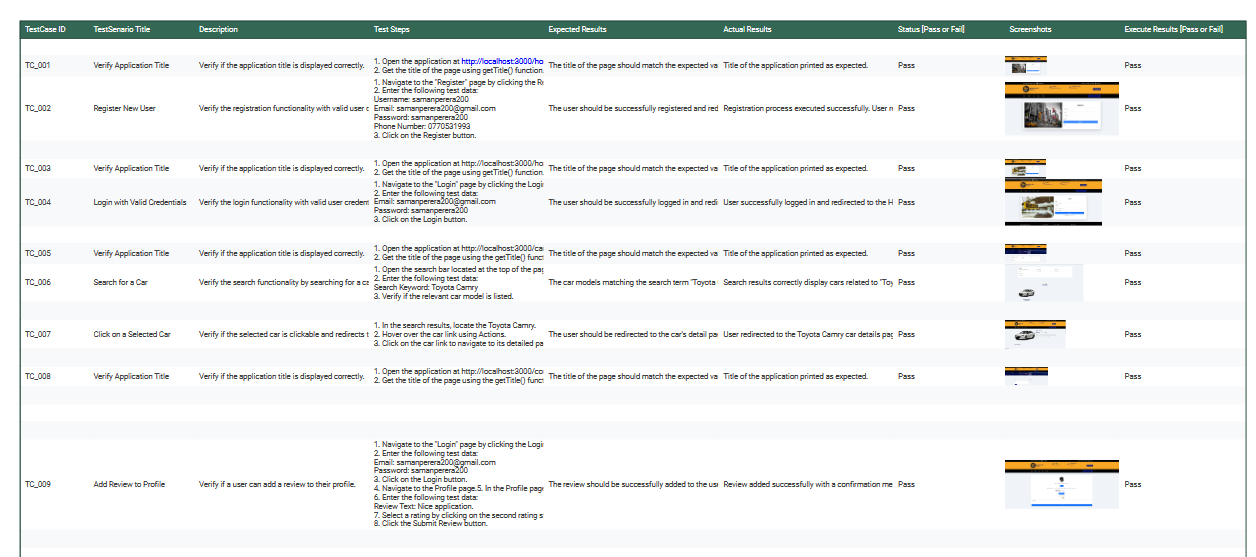 TestCase ID TestSenario Title Description Test Steps Expected Results Actual Results Status [Pass or Fail] Screenshots Execute Results [Pass or Fail]
TC_001 Verify Application Title Verify if the application title is displayed correctly. 1. Open the application at http://localhost:3000/ho The title of the page should match the expected va Title of the application printed as expected. Pass Pass
2. Get the title of the page using getTitle() function.
1. Navigate to the "Register" page by clicking the Re
2. Enter the following test data:
Username: samanperera200
TC_002 Register New User Verify the registration functionality with valid user c Email: samanperera200@gmail.com The user should be successfully registered and red Registration process executed successfully. User r Pass Pass
Password: samanperera200
Phone Number: 0770531993
3. Click on the Register button.
TC_003 Verify Application Title Verify if the application title is displayed correctly. 1. Open the application at http://localhost:3000/ho The title of the page should match the expected va Title of the application printed as expected. Pass Pass
2. Get the title of the page using getTitle() function.
1. Navigate to the "Login" page by clicking the Login
2. Enter the following test data:
TC_004 Login with Valid Credentials Verify the login functionality with valid user credent Email: samanperera200@gmail.com The user should be successfully logged in and redi User successfully logged in and redirected to the H Pass Pass
Password: samanperera200
3. Click on the Login button.
TC_005 Verify Application Title Verify if the application title is displayed correctly. 1. Open the application at http://localhost:3000/ca The title of the page should match the expected va Title of the application printed as expected. Pass Pass
2. Get the title of the page using the getTitle() funct
1. Open the search bar located at the top of the pag
2. Enter the following test data:
TC_006 Search for a Car Verify the search functionality by searching for a ca Search Keyword: Toyota Camry The car models matching the search term "Toyota Search results correctly display cars related to "Toy Pass Pass
3. Verify if the relevant car model is listed.
1. In the search results, locate the Toyota Camry.
TC_007 Click on a Selected Car Verify if the selected car is clickable and redirects t 2. Hover over the car link using Actions. The user should be redirected to the car's detail pa User redirected to the Toyota Camry car details pag Pass Pass
3. Click on the car link to navigate to its detailed pa
TC_008 Verify Application Title Verify if the application title is displayed correctly. 1. Open the application at http://localhost:3000/co The title of the page should match the expected va Title of the application printed as expected. Pass Pass
2. Get the title of the page using the getTitle() funct
1. Navigate to the "Login" page by clicking the Login
2. Enter the following test data:
Email: samanperera200@gmail.com
Password: samanperera200
3. Click on the Login button.
TC_009 Add Review to Profile Verify if a user can add a review to their profile. 4. Navigate to the Profile page.5. In the Profile page The review should be successfully added to the use Review added successfully with a confirmation me Pass Pass
6. Enter the following test data:
Review Text: Nice application.
7. Select a rating by clicking on the second rating s
8. Click the Submit Review button.